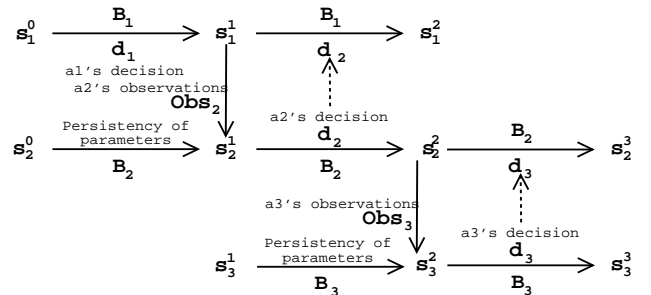 B₁ B₁
s₁⁰ s₁¹ s₁²
d₁ d₂
a1's decision
a2's observations
Obs₂
a2's decision
Persistency of
parameters
d₂ B₂
s₂⁰ s₂¹ s₂² s₂³
B₂ B₂ d₃
a3's observations
Obs₃
a3's decision
Persistency of
parameters
d₃
s₃¹ s₃² s₃³
B₃ B₃